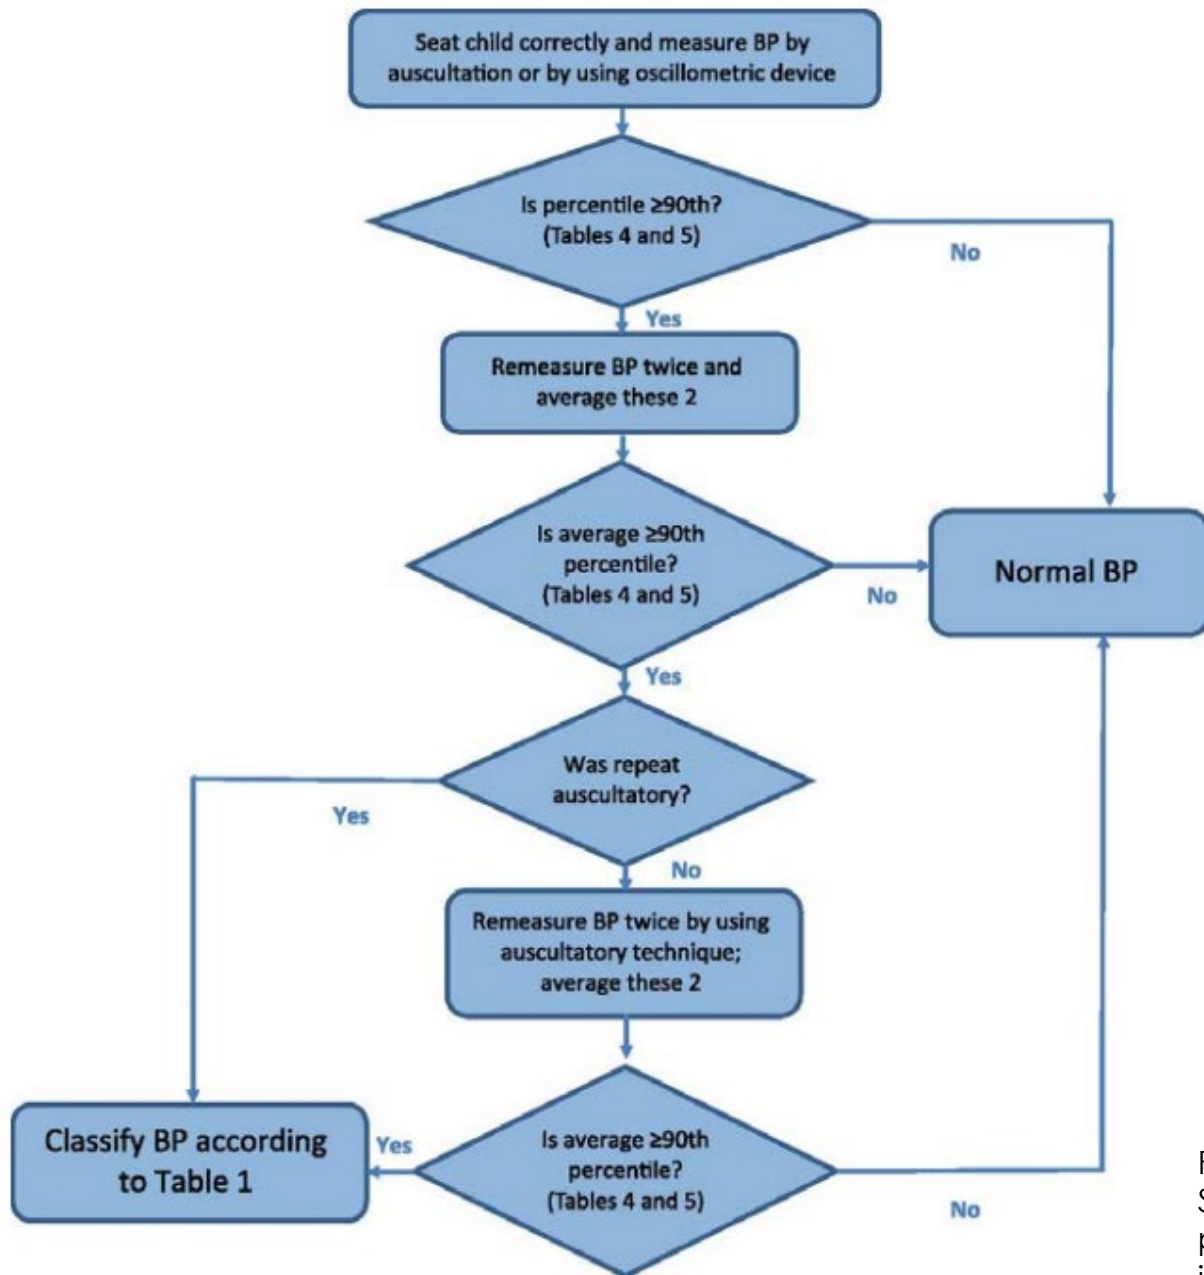 Seat child correctly and measure BP by
auscultation or by using oscillometric device
Is percentile ≥90th?
(Tables 4 and 5)
No
Yes
Remeasure BP twice and
average these 2
Is average ≥90th
percentile?
(Tables 4 and 5)
No
Normal BP
Yes
Was repeat
auscultatory?
Yes
No
Remeasure BP twice by using
auscultatory technique;
average these 2
Classify BP according
to Table 1
Yes
Is average ≥90th
percentile?
(Tables 4 and 5)
No